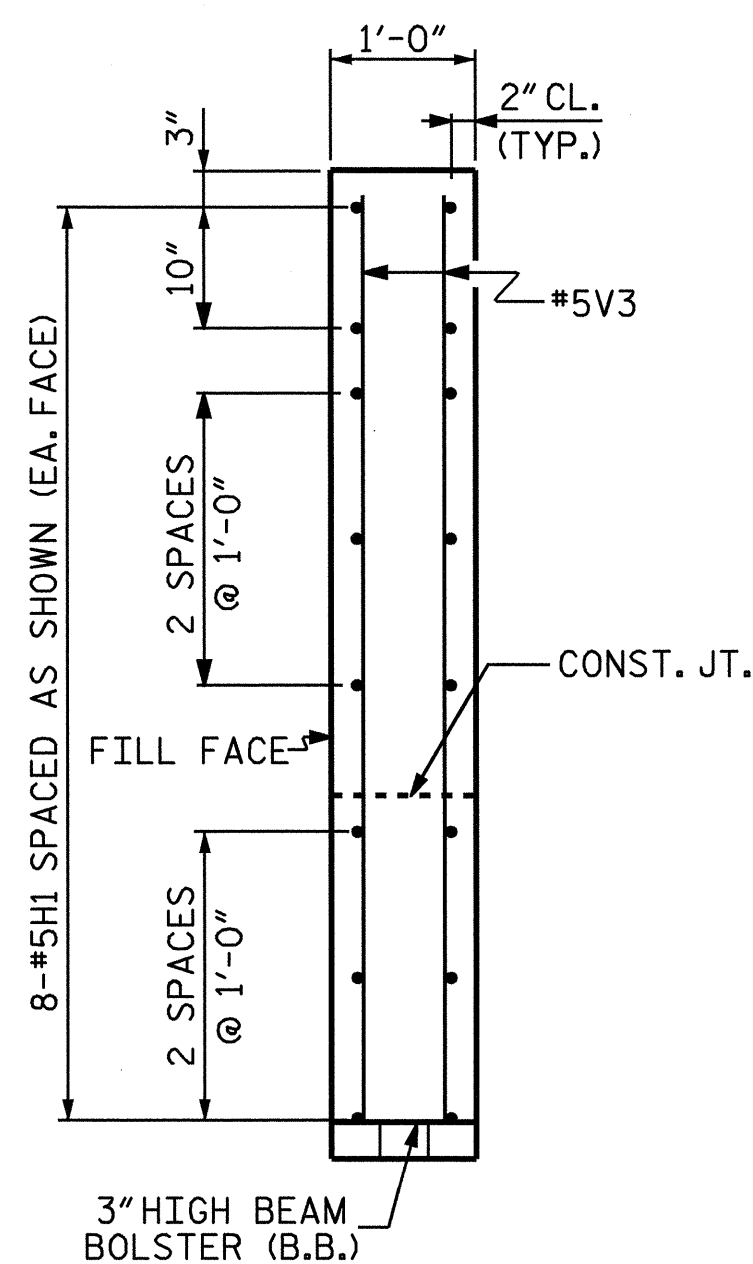 1'-0"
2" CL.
(TYP.)
3"
10"
#5V3
8-#5H1 SPACED AS SHOWN (EA. FACE)
2 SPACES
@ 1'-0"
CONST. JT.
FILL FACE
2 SPACES
@ 1'-0"
3" HIGH BEAM
BOLSTER (B.B.)